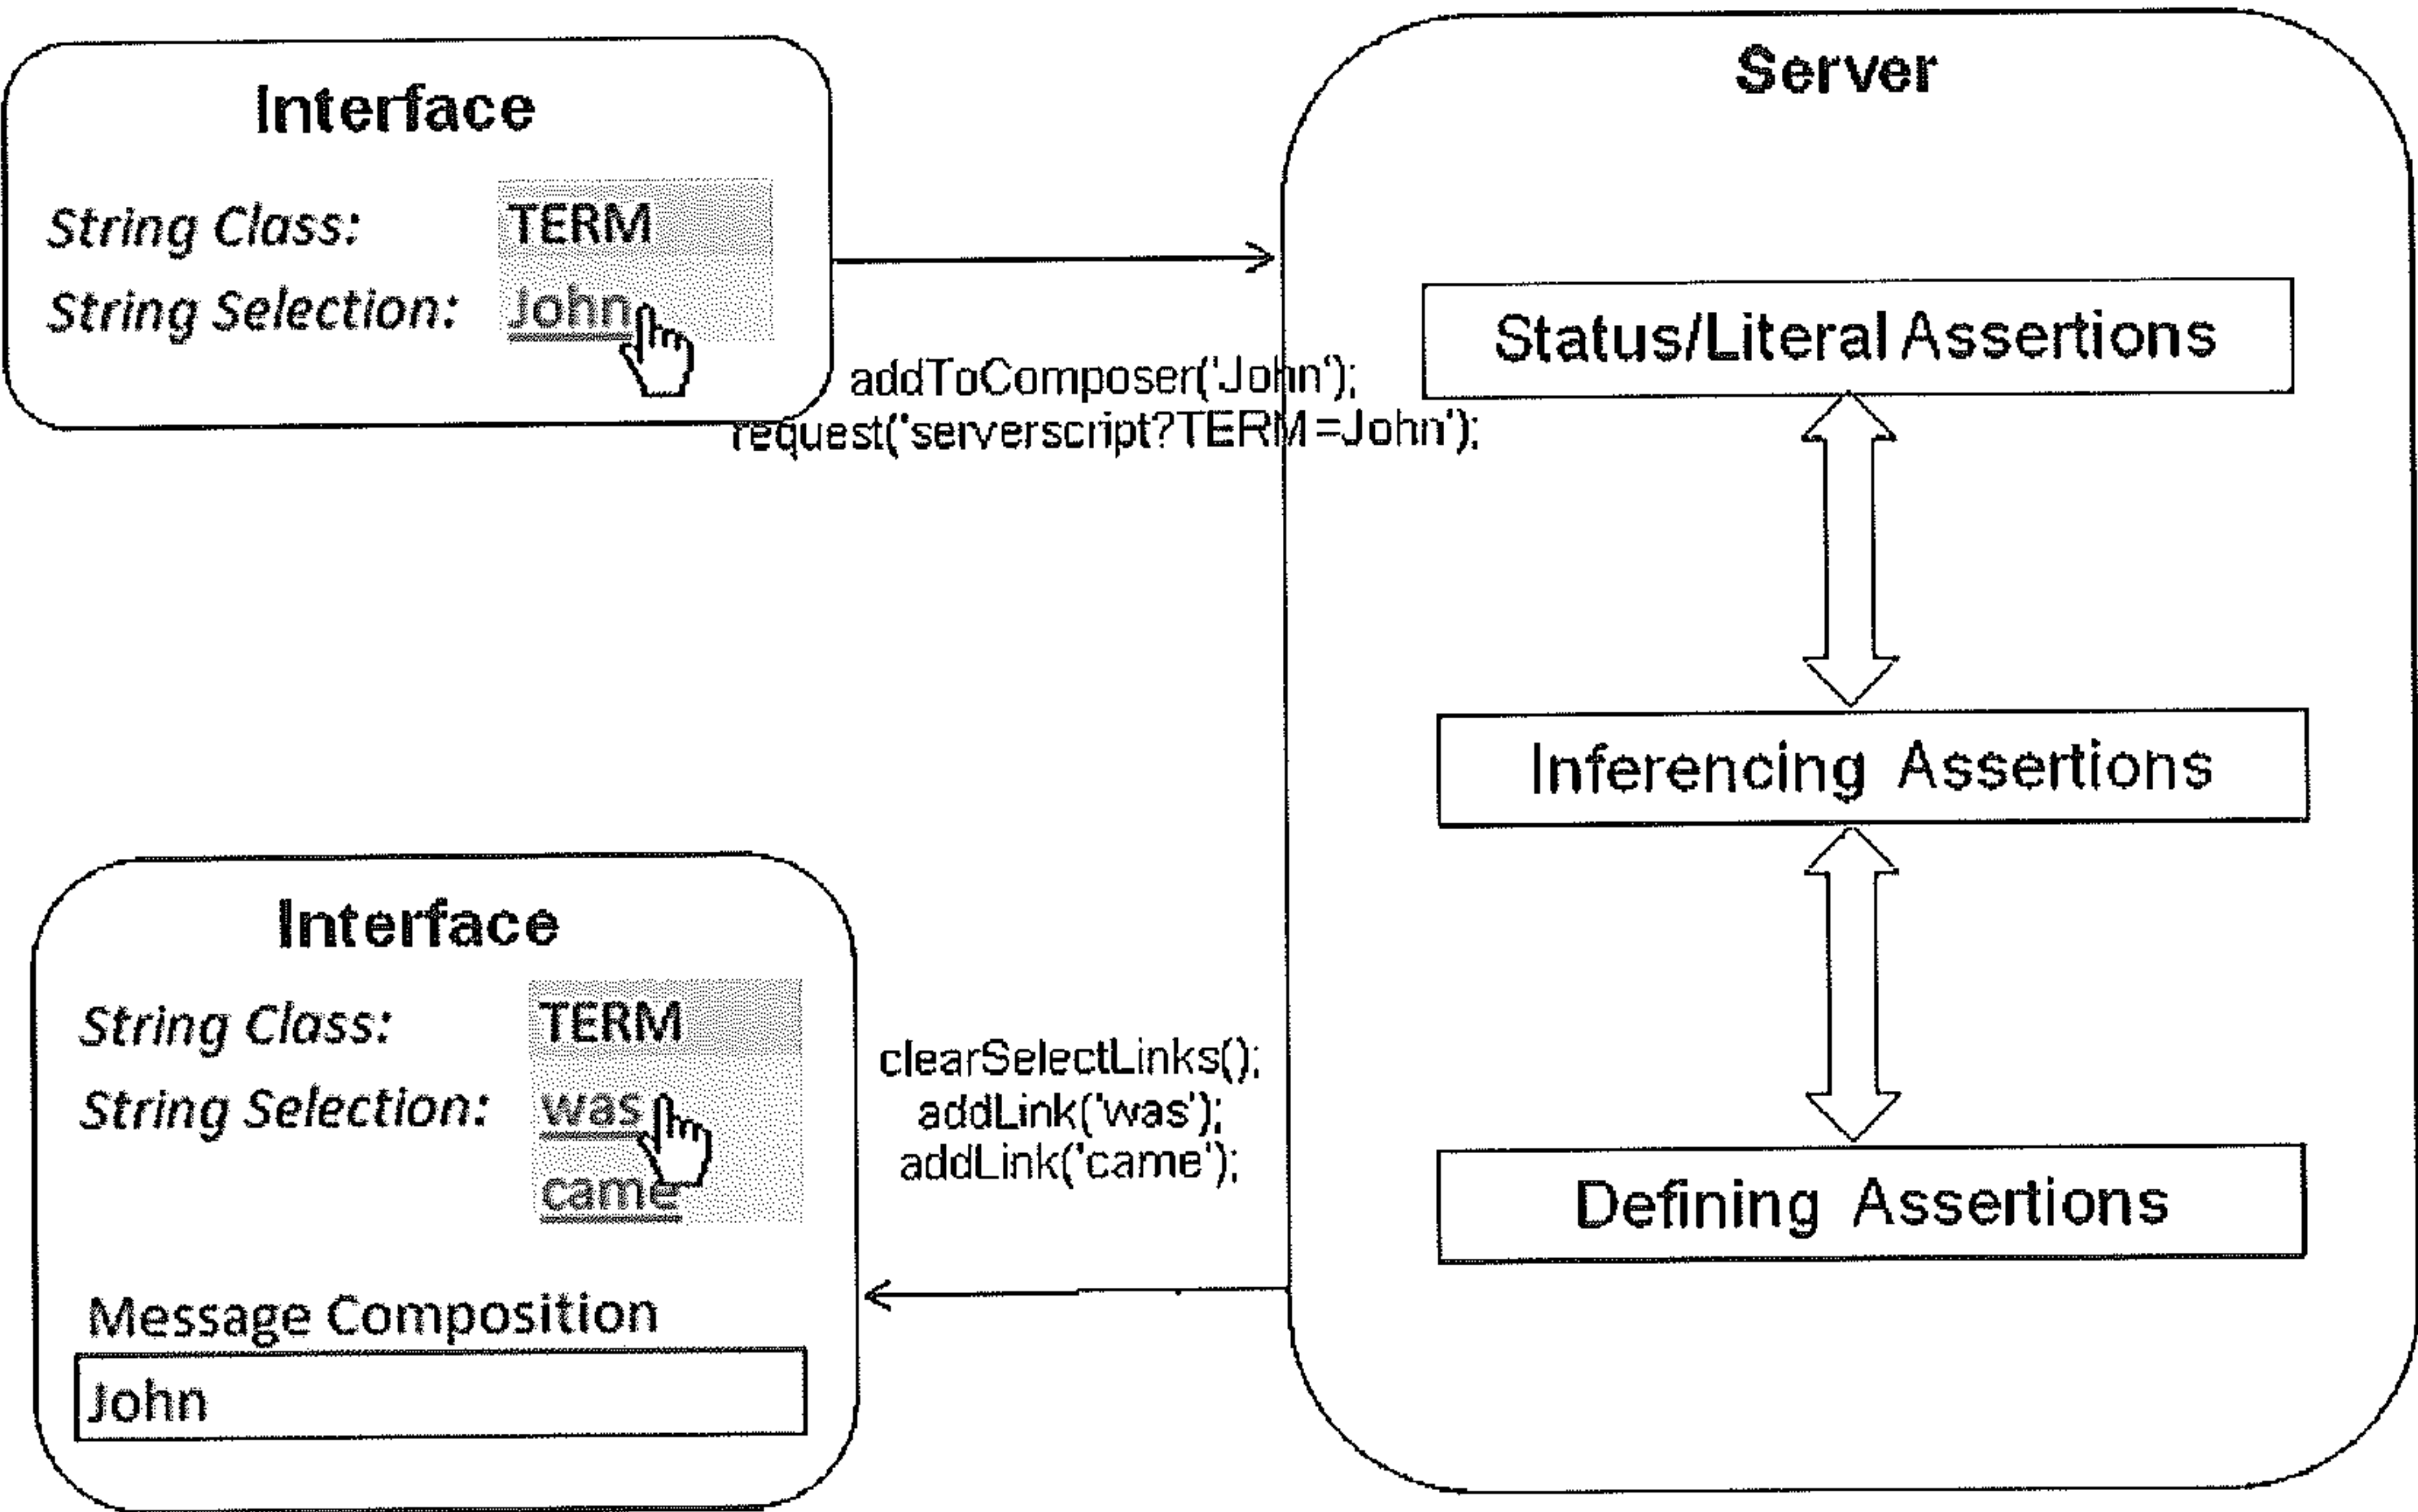 Interface
String Class: TERM
String Selection: John
addToComposer('John');
request('serverscript?TERM=John');
Server
Status/Literal Assertions
Inferencing Assertions
Defining Assertions
Interface
String Class: TERM
String Selection: was
came
Message Composition
John
clearSelectLinks();
addLink('was');
addLink('came');